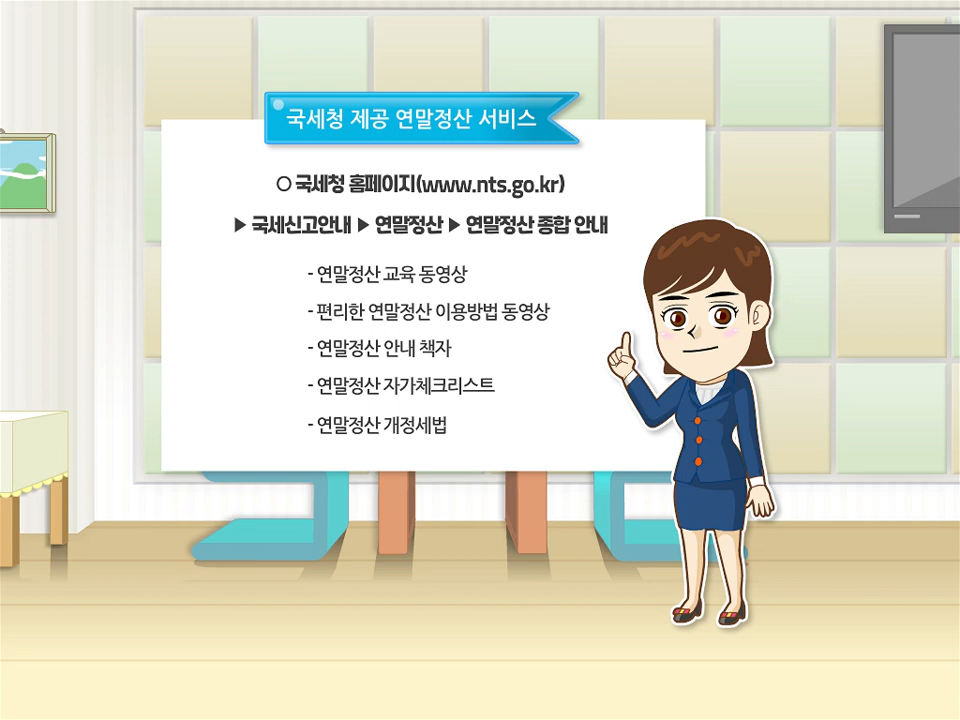 국세청 제공 연말정산 서비스
○ 국세청 홈페이지(www.nts.go.kr)
▶ 국세신고안내 ▶ 연말정산 ▶ 연말정산 종합 안내
- 연말정산 교육 동영상
- 편리한 연말정산 이용방법 동영상
- 연말정산 안내 책자
- 연말정산 자가체크리스트
- 연말정산 개정세법